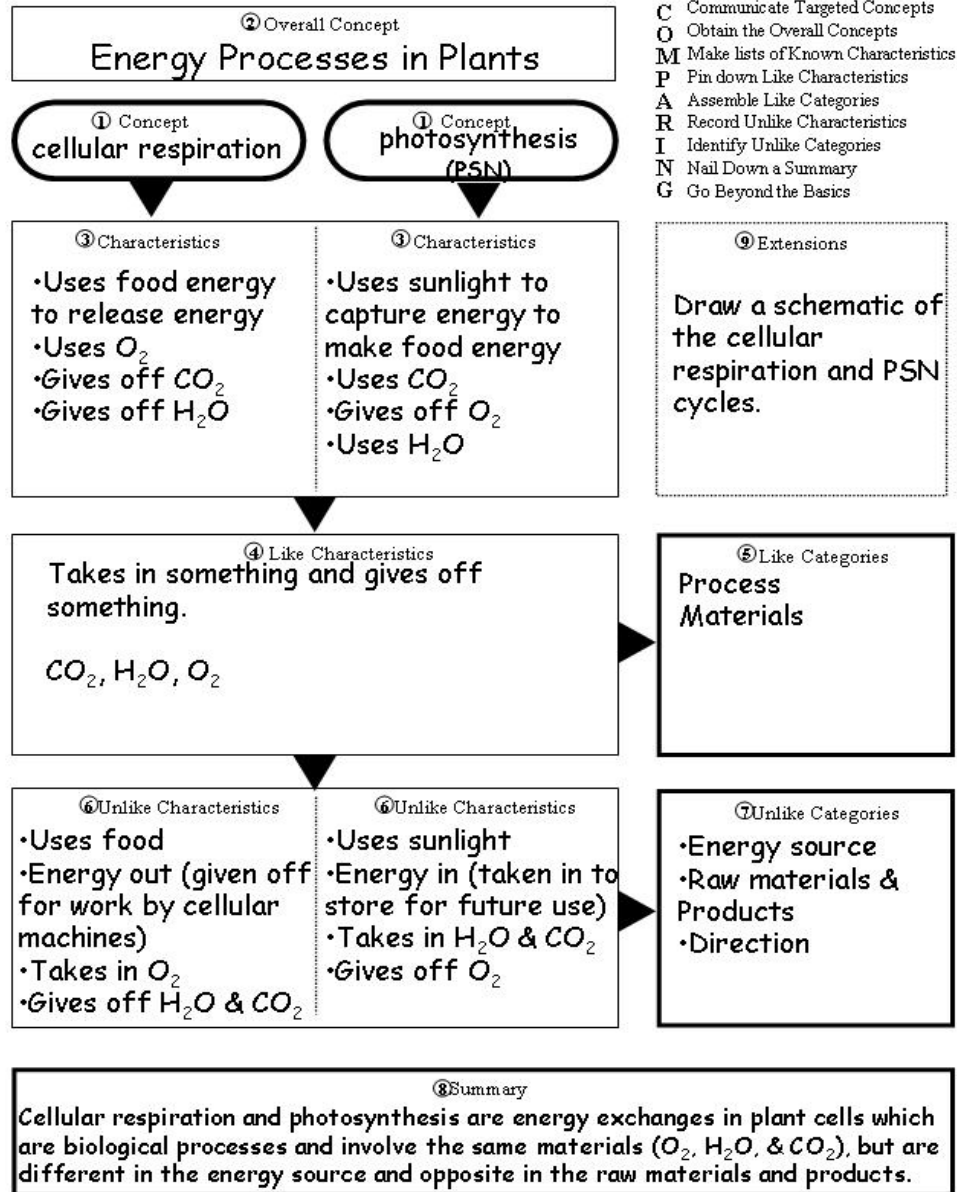 ② Overall Concept
Energy Processes in Plants
C Communicate Targeted Concepts
O Obtain the Overall Concepts
M Make lists of Known Characteristics
P Pin down Like Characteristics
A Assemble Like Categories
R Record Unlike Characteristics
I Identify Unlike Categories
N Nail Down a Summary
G Go Beyond the Basics
① Concept
cellular respiration
① Concept
photosynthesis
(PSN)
③ Characteristics
•Uses food energy
to release energy
•Uses O₂
•Gives off CO₂
•Gives off H₂O
③ Characteristics
•Uses sunlight to
capture energy to
make food energy
•Uses CO₂
•Gives off O₂
•Uses H₂O
⑨ Extensions
Draw a schematic of
the cellular
respiration and PSN
cycles.
④ Like Characteristics
Takes in something and gives off
something.
CO₂, H₂O, O₂
⑤ Like Categories
Process
Materials
⑥ Unlike Characteristics
•Uses food
•Energy out (given off
for work by cellular
machines)
•Takes in O₂
•Gives off H₂O & CO₂
⑥ Unlike Characteristics
•Uses sunlight
•Energy in (taken in to
store for future use)
•Takes in H₂O & CO₂
•Gives off O₂
⑦ Unlike Categories
•Energy source
•Raw materials &
Products
•Direction
⑧ Summary
Cellular respiration and photosynthesis are energy exchanges in plant cells which
are biological processes and involve the same materials (O₂, H₂O, & CO₂), but are
different in the energy source and opposite in the raw materials and products.